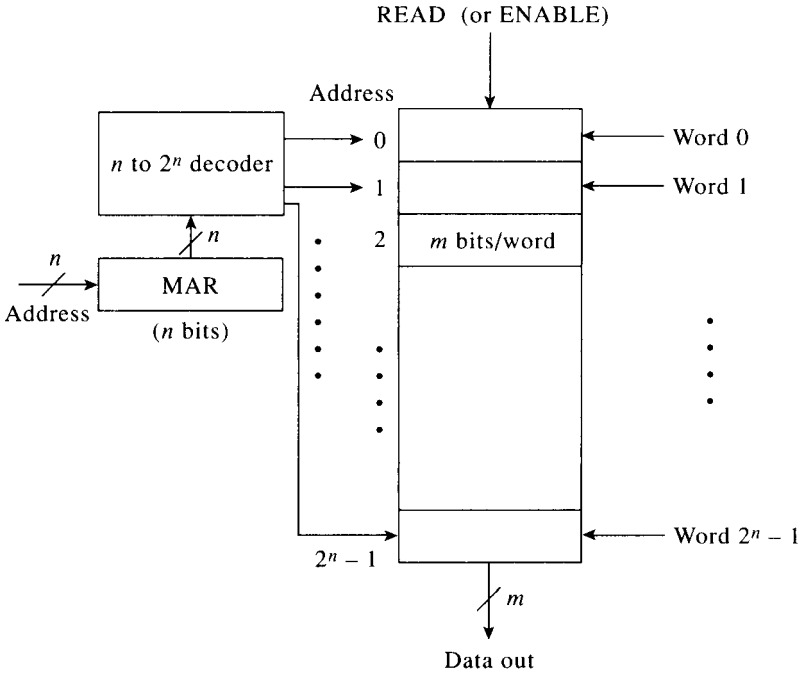 READ (or ENABLE)
Address
n to 2ⁿ decoder
0
Word 0
1
Word 1
n
2
m bits/word
n
MAR
Address
(n bits)
2ⁿ – 1
Word 2ⁿ – 1
m
Data out